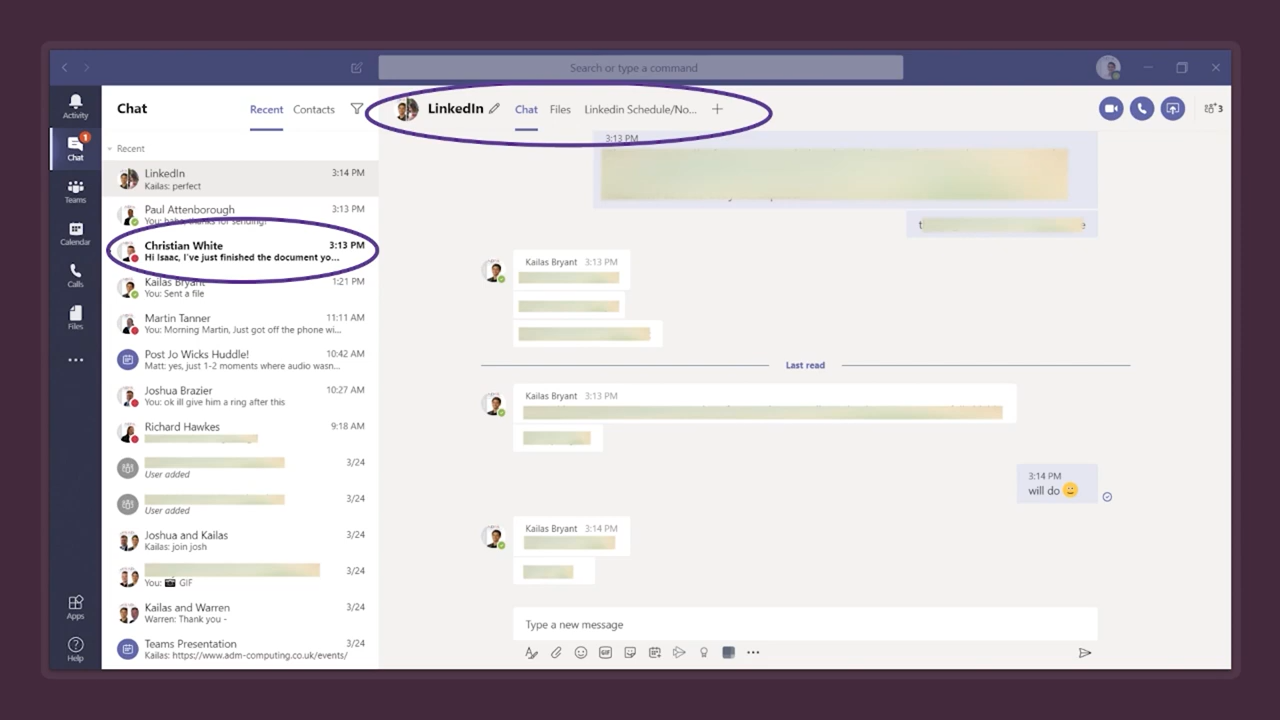 Search or type a command
Activity
Chat
Teams
Calendar
Calls
Files
Apps
Help
1
Chat
Recent
Contacts
Recent
LinkedIn 3:14 PM
Kailas: perfect
Paul Attenborough 3:13 PM
You: haha, thanks for sending!
Christian White 3:13 PM
Hi Isaac, I've just finished the document yo...
Kailas Bryant 1:21 PM
You: Sent a file
Martin Tanner 11:11 AM
You: Morning Martin, Just got off the phone wi...
Post Jo Wicks Huddle! 10:42 AM
Matt: yes, just 1-2 moments where audio wasn...
Joshua Brazier 10:27 AM
You: ok ill give him a ring after this
Richard Hawkes 9:18 AM
3/24
User added
3/24
User added
Joshua and Kailas 3/24
Kailas: join josh
3/24
You: GIF
Kailas and Warren 3/24
Warren: Thank you -
Teams Presentation 3/24
Kailas: https://www.adm-computing.co.uk/events/
LinkedIn Chat Files Linkedin Schedule/No... +
3
3:13 PM
t e
Kailas Bryant 3:13 PM
Last read
Kailas Bryant 3:13 PM
3:14 PM
will do
Kailas Bryant 3:14 PM
Type a new message
GIF